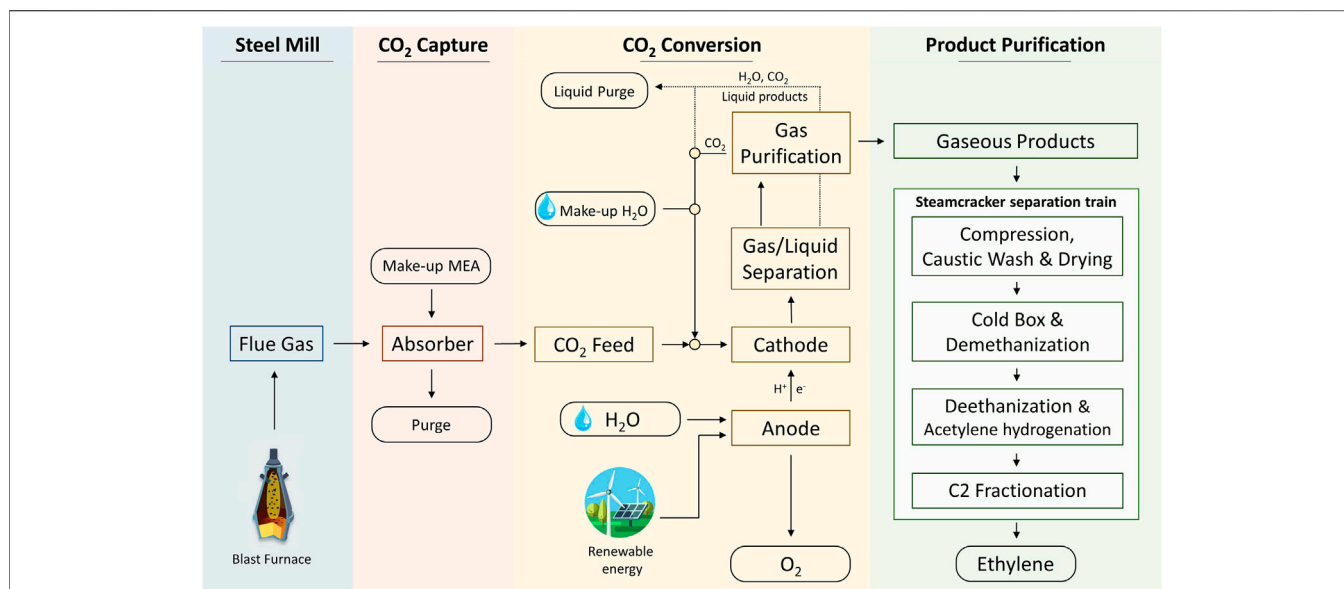 Steel Mill
CO₂ Capture
CO₂ Conversion
Product Purification
Flue Gas
Blast Furnace
Make-up MEA
Absorber
Purge
Liquid Purge
H₂O, CO₂
Liquid products
CO₂
Gas
Purification
Make-up H₂O
Gas/Liquid
Separation
CO₂ Feed
Cathode
H⁺ e⁻
H₂O
Anode
Renewable
energy
O₂
Gaseous Products
Steamcracker separation train
Compression,
Caustic Wash & Drying
Cold Box &
Demethanization
Deethanization &
Acetylene hydrogenation
C2 Fractionation
Ethylene